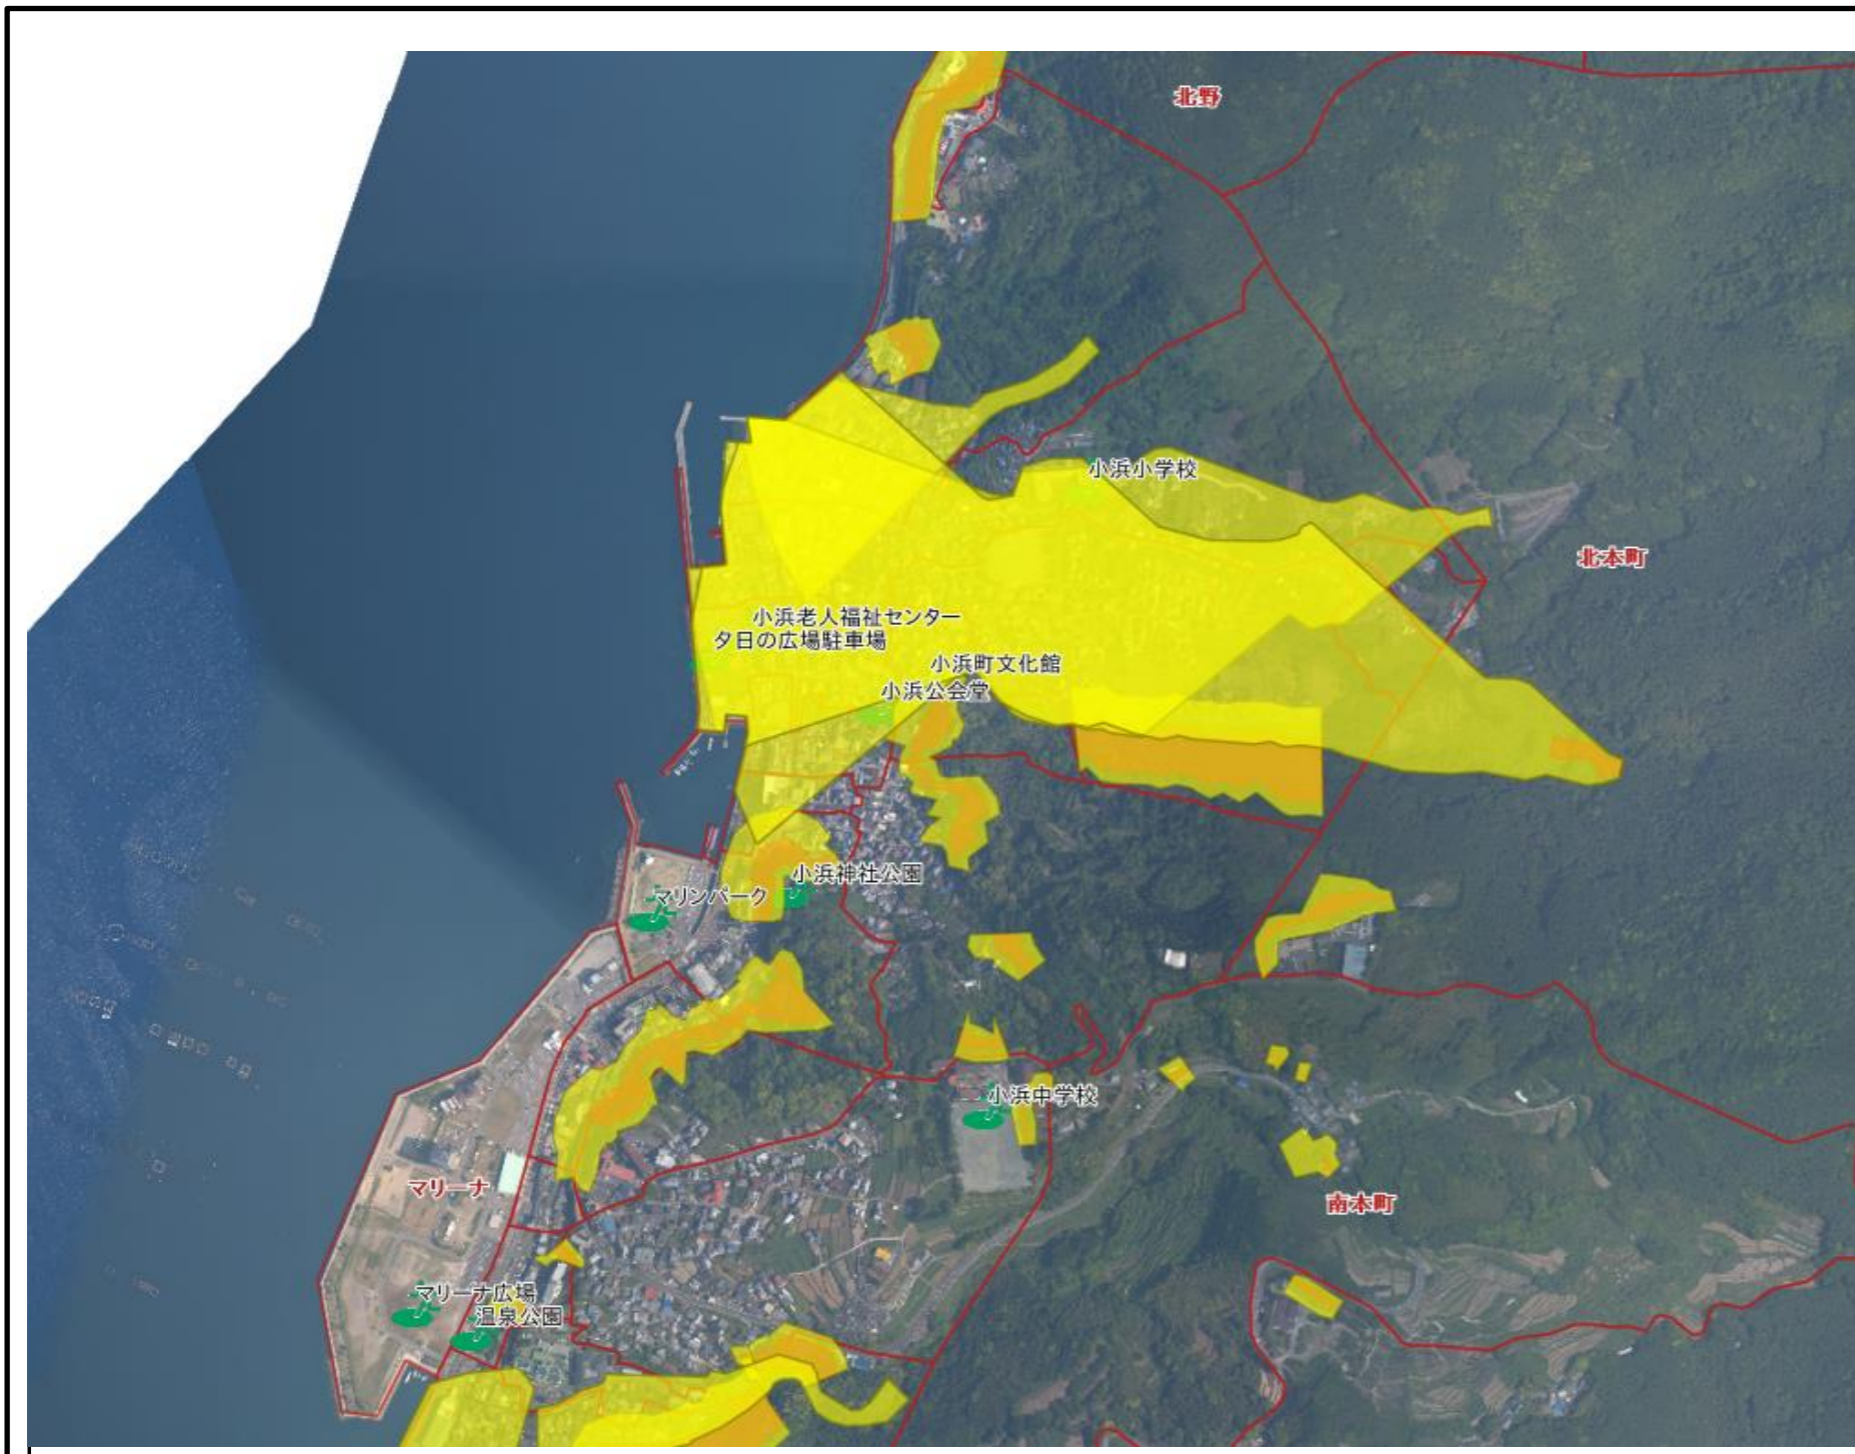 北野
小浜小学校
北本町
小浜老人福祉センター
夕日の広場駐車場
小浜町文化館
小浜公会堂
小浜神社公園
マリンパーク
小浜中学校
マリーナ
南本町
マリーナ広場
温泉公園